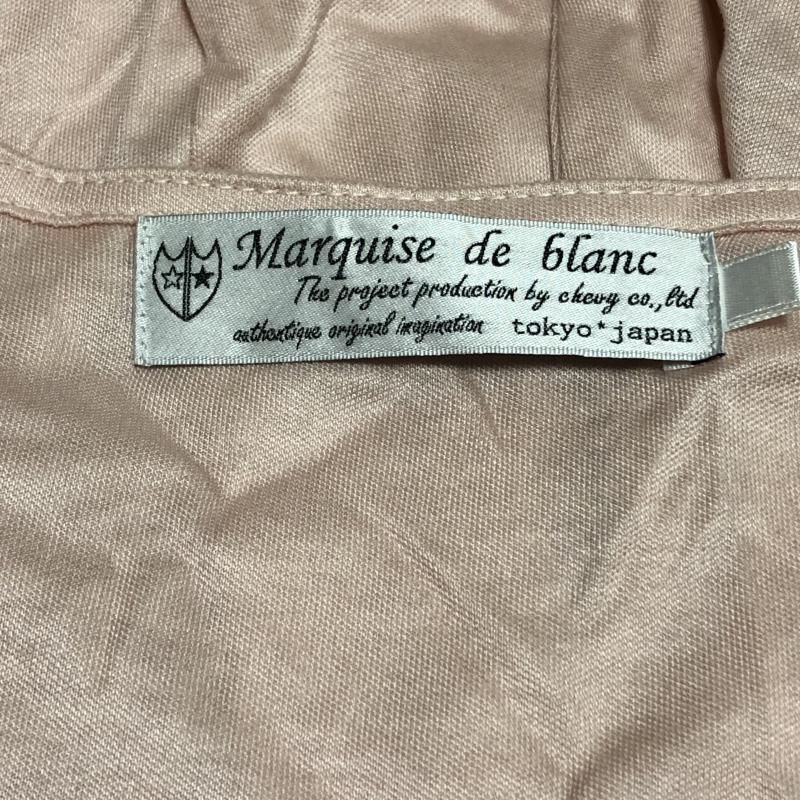 Marquise de blanc
The project production by chevy co.,ltd
authentique original imagination tokyo*japan